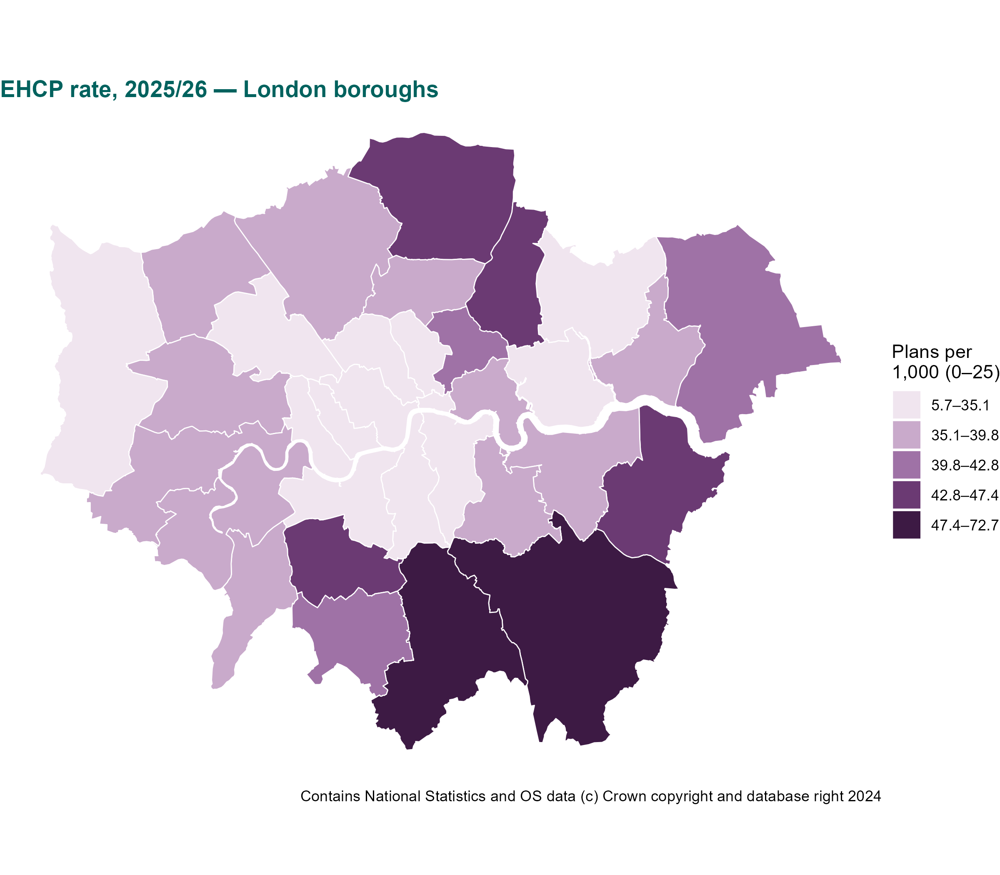 EHCP rate, 2025/26 — London boroughs
Plans per
1,000 (0–25)
5.7–35.1
35.1–39.8
39.8–42.8
42.8–47.4
47.4–72.7
Contains National Statistics and OS data (c) Crown copyright and database right 2024